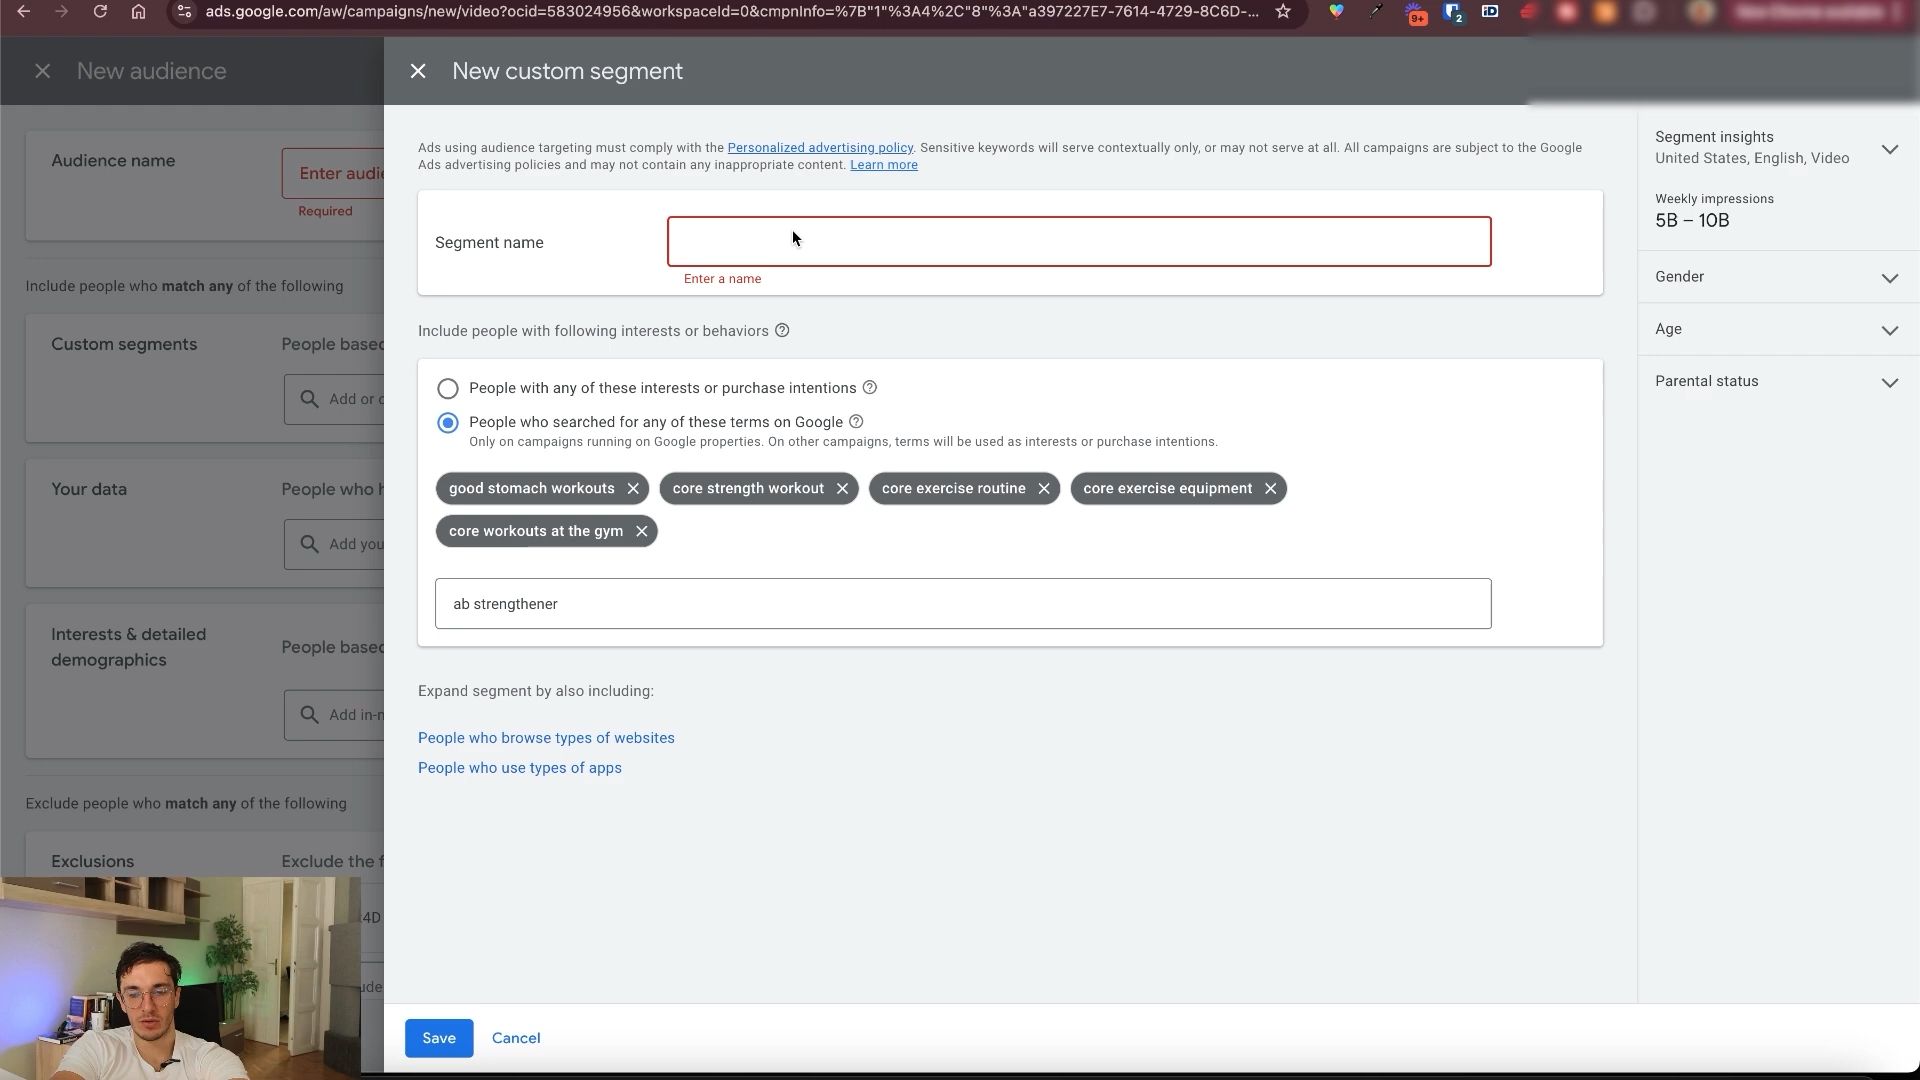 ads.google.com/aw/campaigns/new/video?ocid=583024956&workspaceId=0&cmpnInfo=%7B"1"%3A4%2C"8"%3A"a397227E7-7614-4729-8C6D-...
9+
2
New audience
New custom segment
Audience name
Enter audi
Required
Include people who match any of the following
Custom segments
People based
Add or c
Your data
People who h
Add you
Interests & detailed
demographics
People based
Add in-n
Exclude people who match any of the following
Exclusions
Exclude the f
4D
ude
Ads using audience targeting must comply with the Personalized advertising policy. Sensitive keywords will serve contextually only, or may not serve at all. All campaigns are subject to the Google
Ads advertising policies and may not contain any inappropriate content. Learn more
Segment name
Enter a name
Include people with following interests or behaviors
People with any of these interests or purchase intentions
People who searched for any of these terms on Google
Only on campaigns running on Google properties. On other campaigns, terms will be used as interests or purchase intentions.
good stomach workouts
core strength workout
core exercise routine
core exercise equipment
core workouts at the gym
ab strengthener
Expand segment by also including:
People who browse types of websites
People who use types of apps
Save
Cancel
Segment insights
United States, English, Video
Weekly impressions
5B – 10B
Gender
Age
Parental status